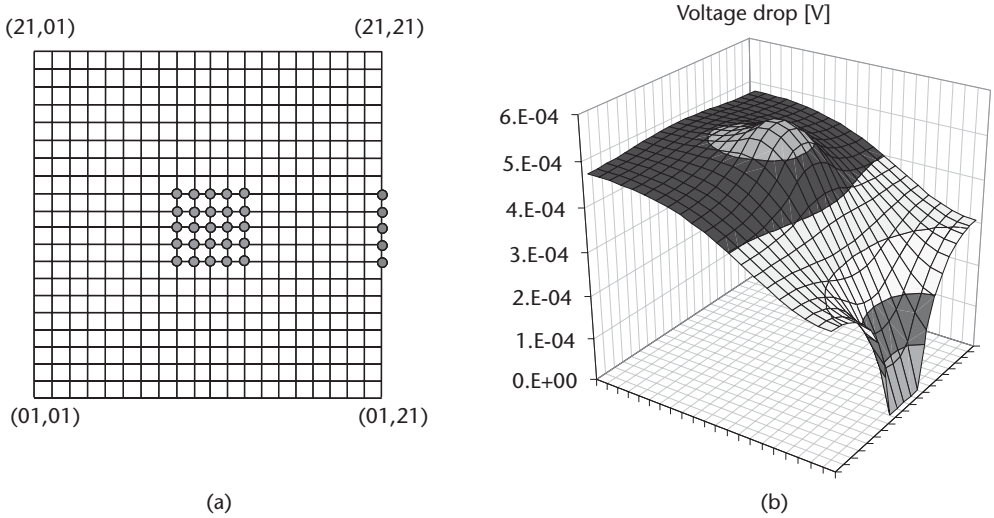 (21,01)
(21,21)
(01,01)
(01,21)
(a)
Voltage drop [V]
6.E-04
5.E-04
4.E-04
3.E-04
2.E-04
1.E-04
0.E+00
(b)